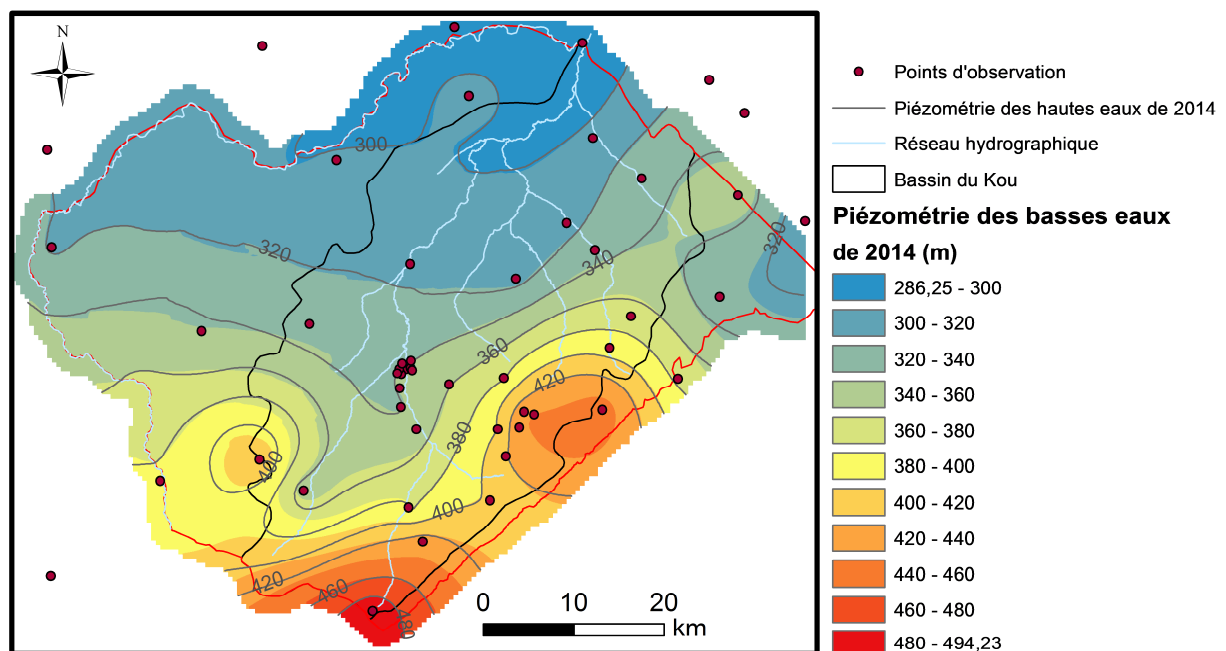 N
300
320
320
340
360
380
400
400
420
420
460
480
0 10 20
km
Points d'observation
Piézométrie des hautes eaux de 2014
Réseau hydrographique
Bassin du Kou
Piézométrie des basses eaux
de 2014 (m)
286,25 - 300
300 - 320
320 - 340
340 - 360
360 - 380
380 - 400
400 - 420
420 - 440
440 - 460
460 - 480
480 - 494,23